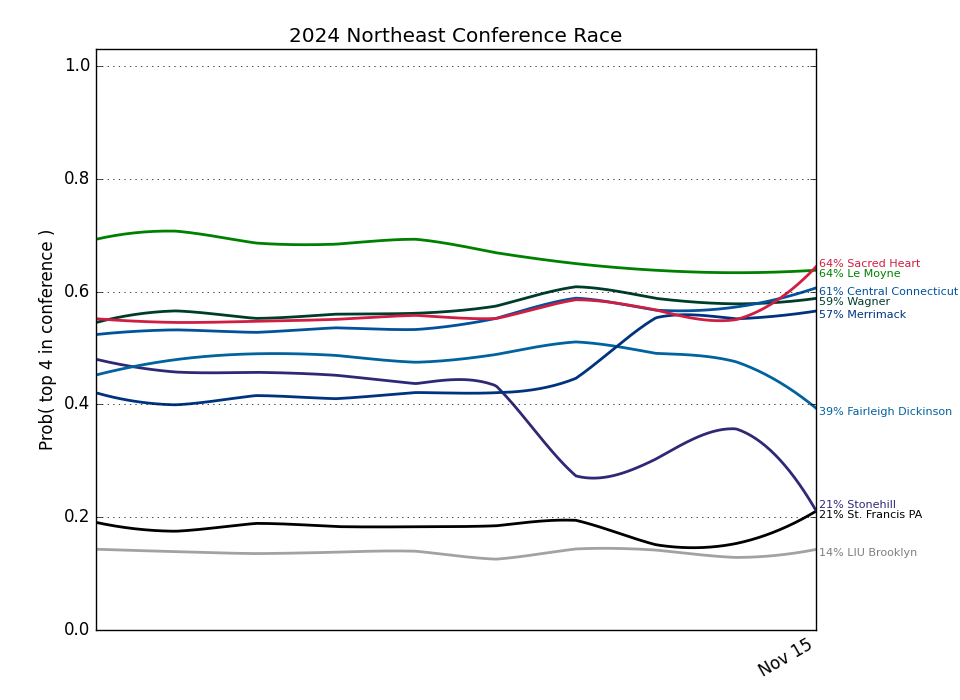 2024 Northeast Conference Race
Prob( top 4 in conference )
1.0
0.8
0.6
0.4
0.2
0.0
64% Sacred Heart
64% Le Moyne
61% Central Connecticut
59% Wagner
57% Merrimack
39% Fairleigh Dickinson
21% Stonehill
21% St. Francis PA
14% LIU Brooklyn
Nov 15